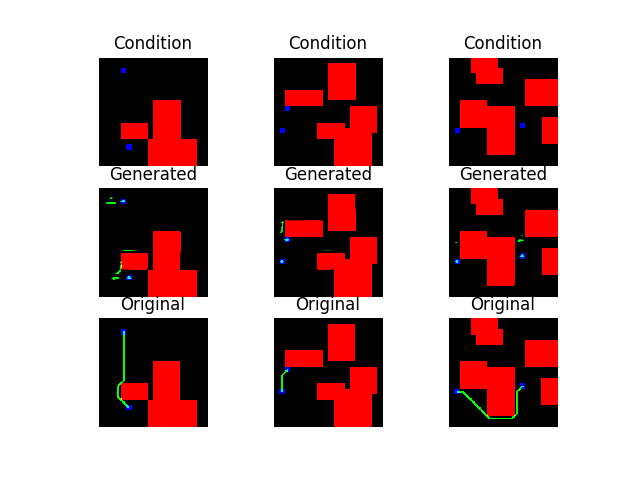 Condition Condition Condition
Generated Generated Generated
Original Original Original